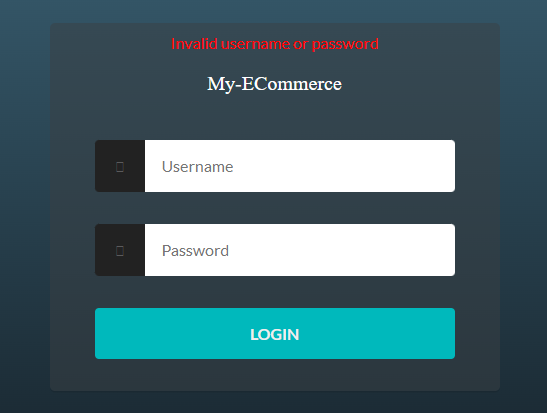 Invalid username or password
My-ECommerce
Username
Password
LOGIN